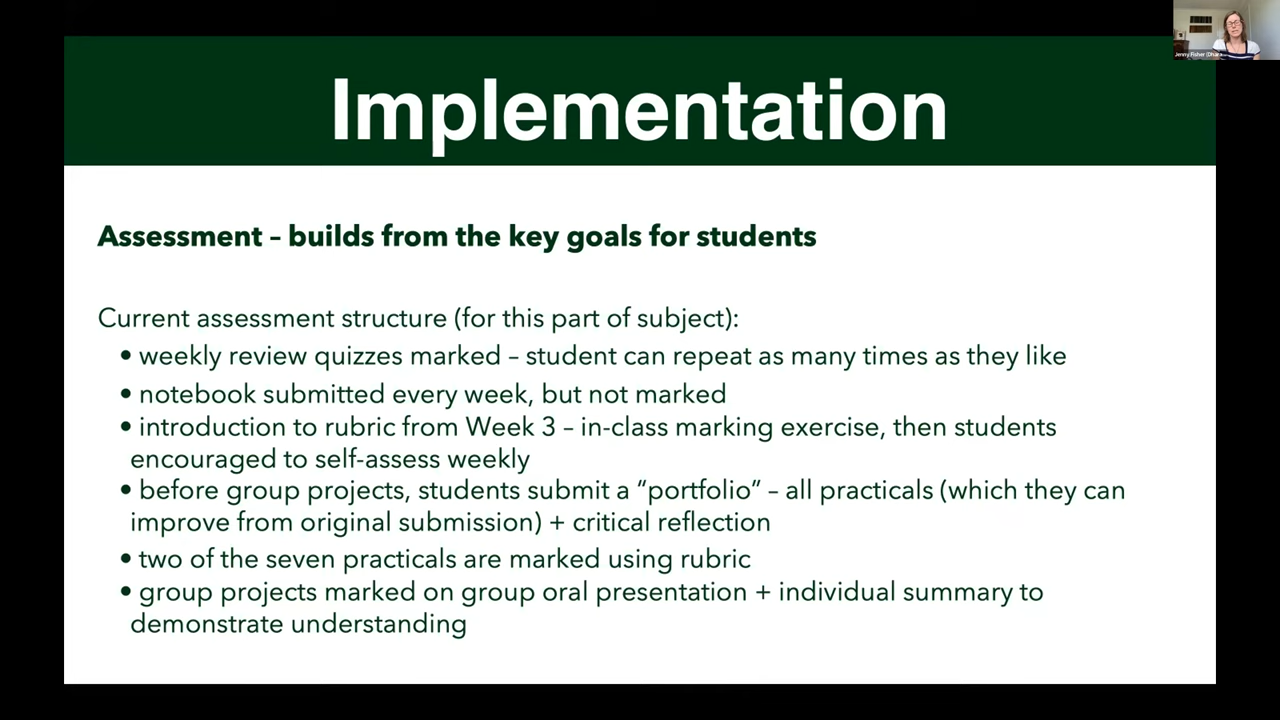 Implementation
Assessment – builds from the key goals for students
Current assessment structure (for this part of subject):
• weekly review quizzes marked – student can repeat as many times as they like
• notebook submitted every week, but not marked
• introduction to rubric from Week 3 – in-class marking exercise, then students
encouraged to self-assess weekly
• before group projects, students submit a “portfolio” – all practicals (which they can
improve from original submission) + critical reflection
• two of the seven practicals are marked using rubric
• group projects marked on group oral presentation + individual summary to
demonstrate understanding
Jenny Fisher